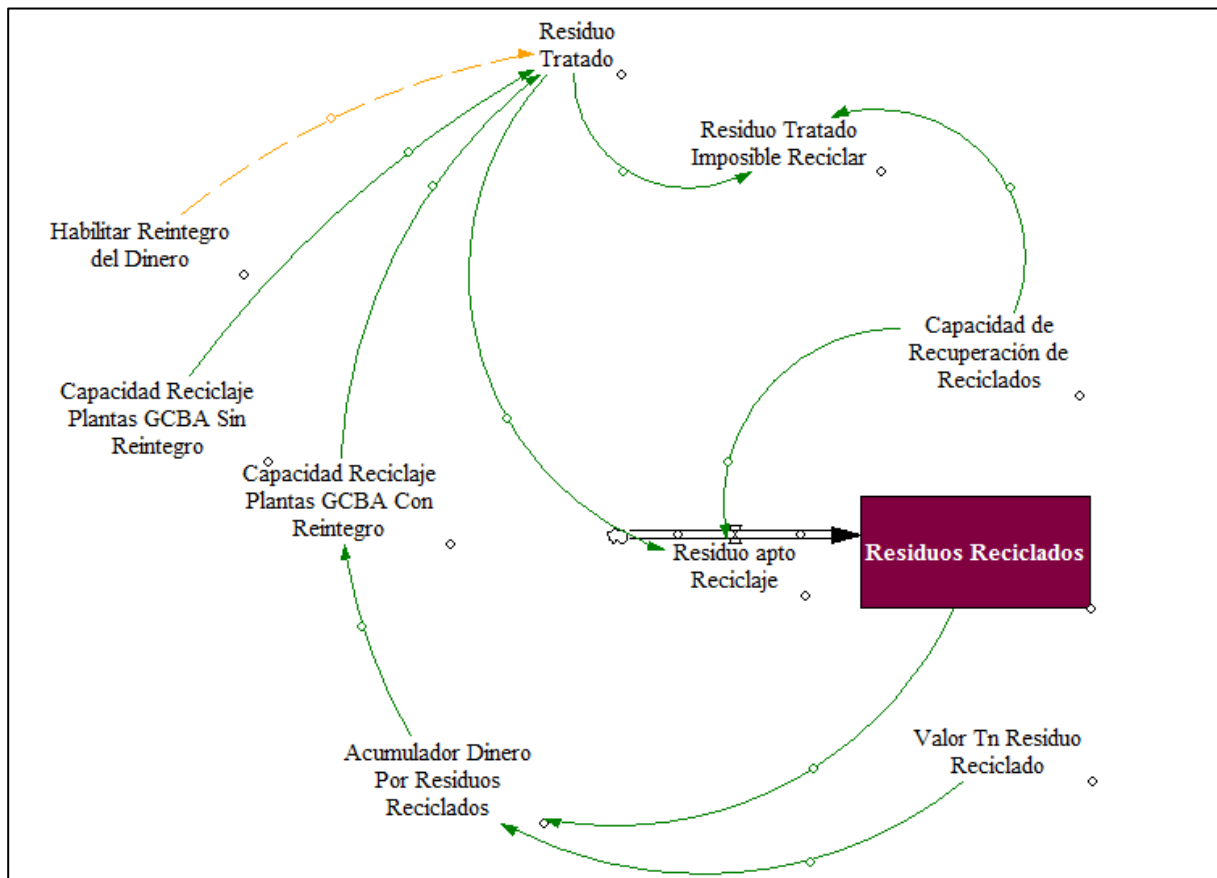 Residuo
Tratado
Residuo Tratado
Imposible Reciclar
Habilitar Reintegro
del Dinero
Capacidad de
Recuperación de
Reciclados
Capacidad Reciclaje
Plantas GCBA Sin
Reintegro
Capacidad Reciclaje
Plantas GCBA Con
Reintegro
Residuo apto
Reciclaje
Residuos Reciclados
Acumulador Dinero
Por Residuos
Reciclados
Valor Tn Residuo
Reciclado